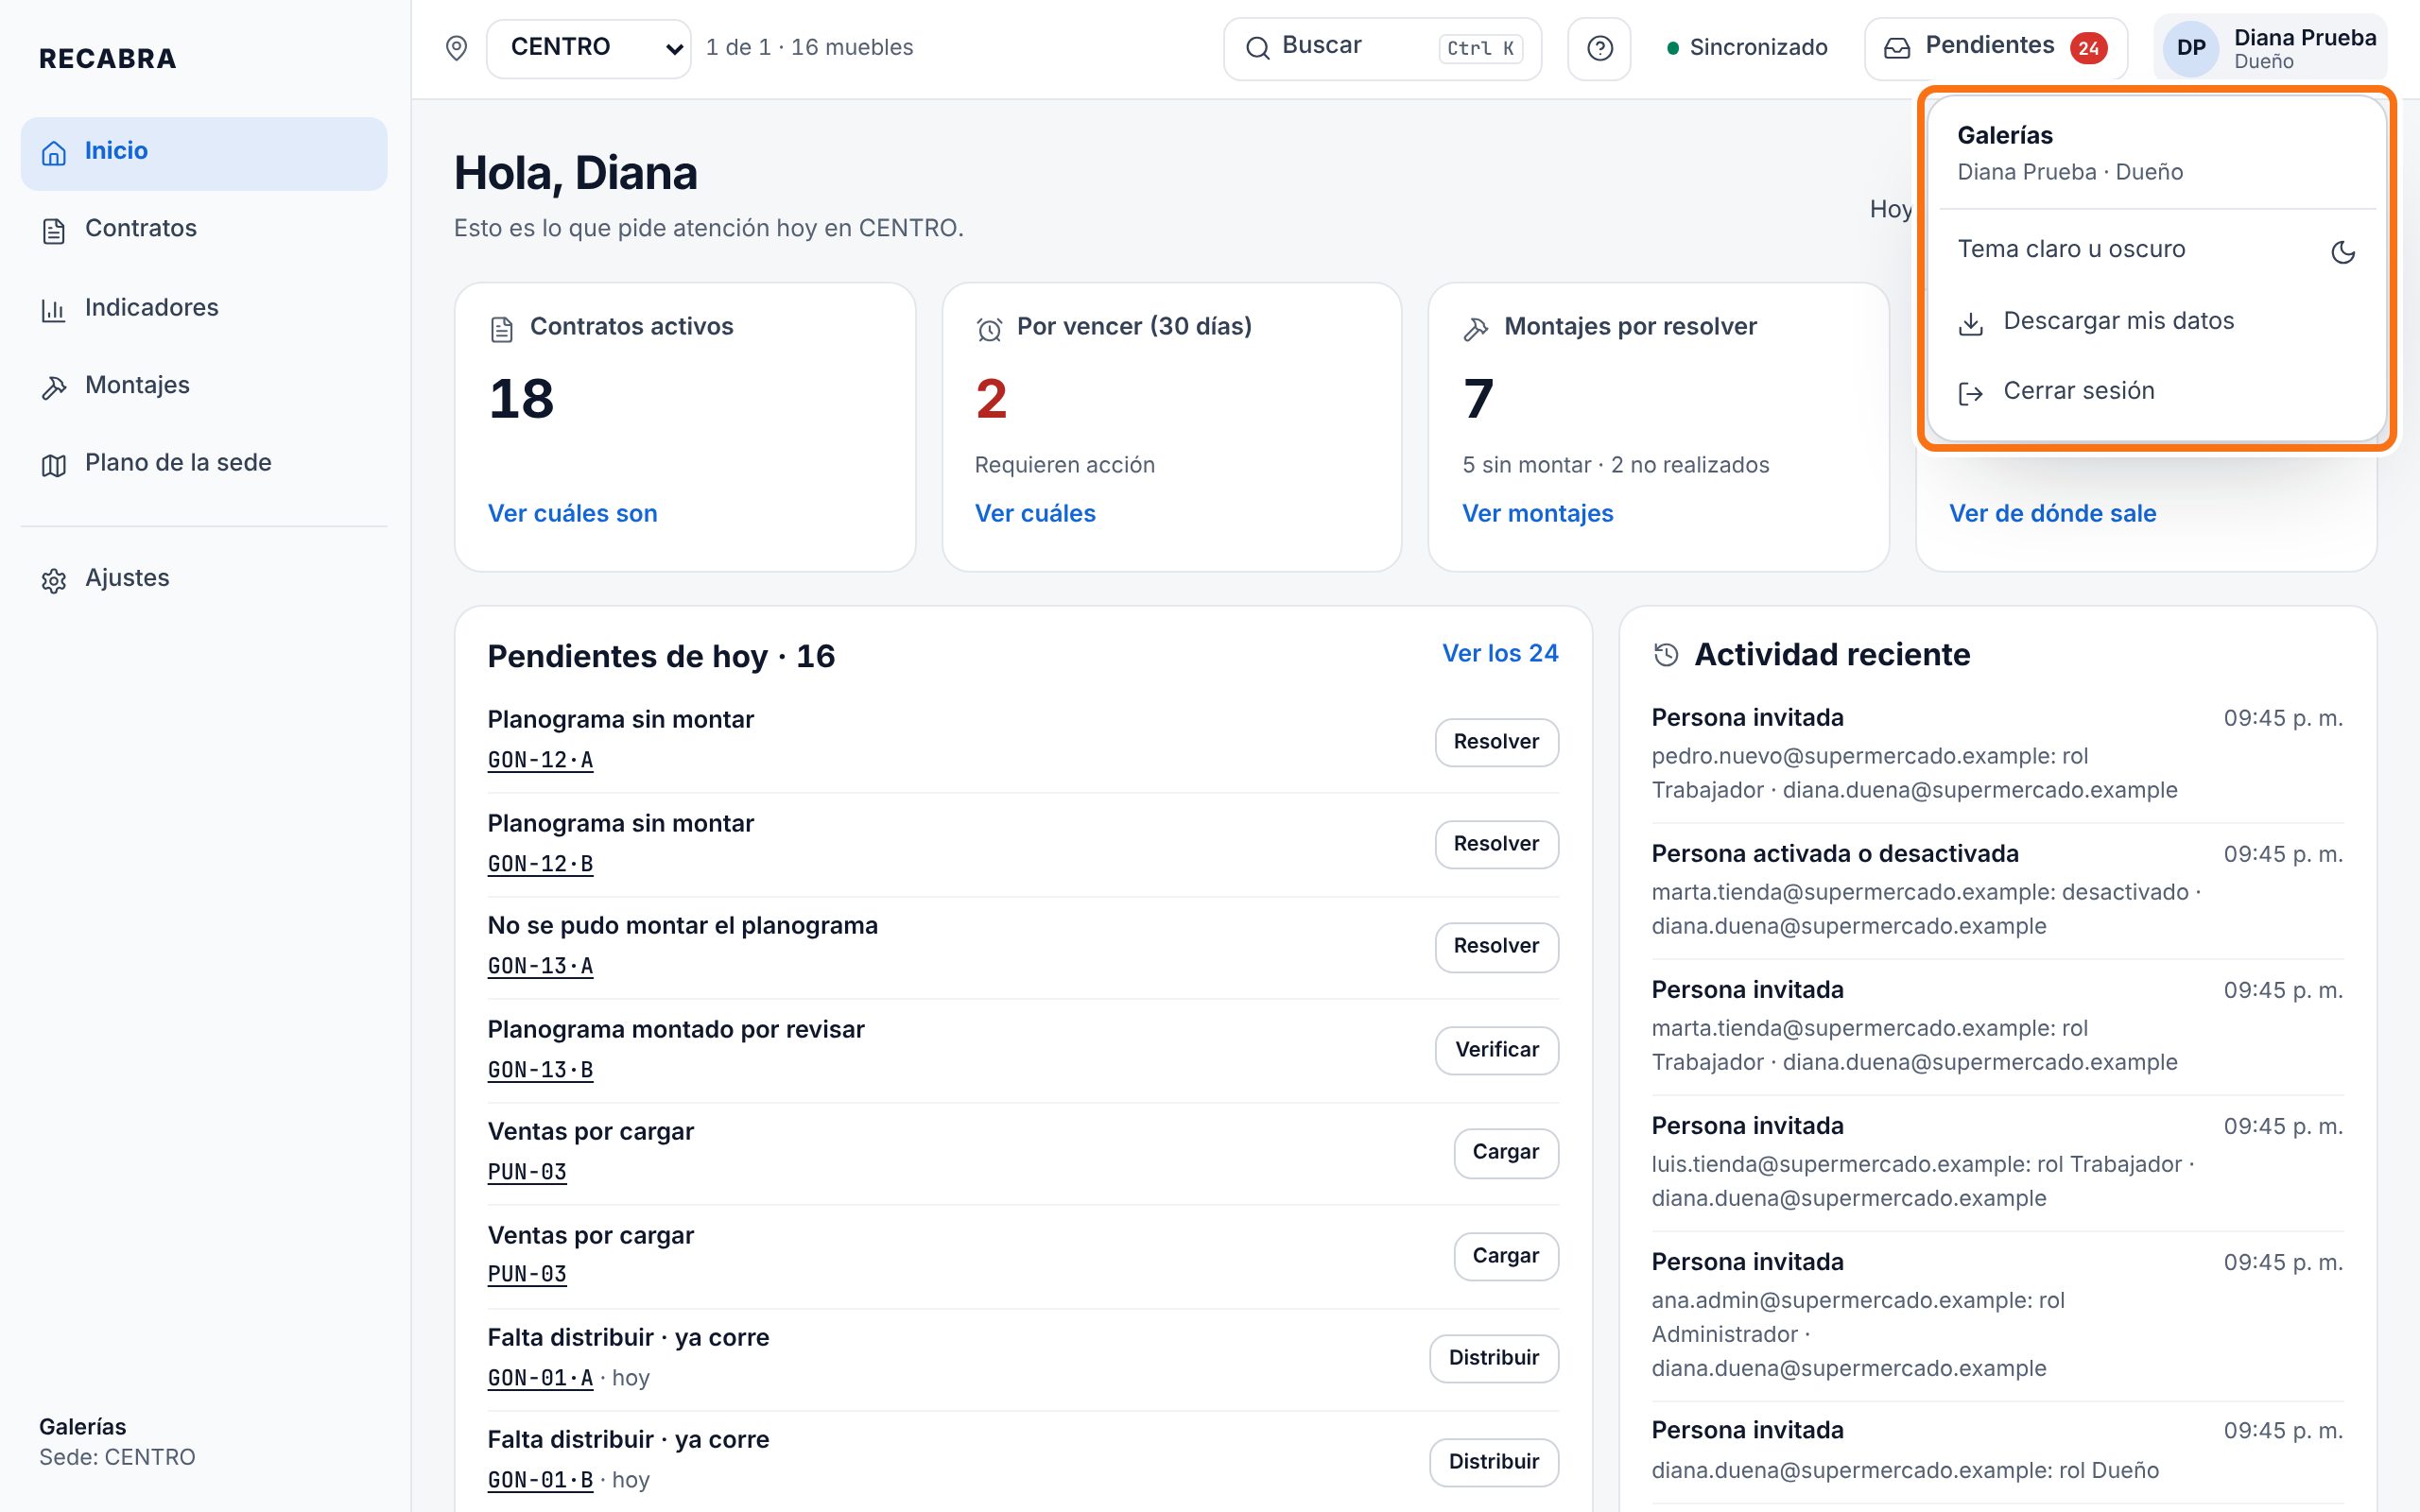 RECABRA
Inicio
Contratos
Indicadores
Montajes
Plano de la sede
Ajustes
Galerías
Sede: CENTRO
CENTRO
1 de 1 · 16 muebles
Buscar
Ctrl K
Sincronizado
Pendientes 24
DP
Diana Prueba
Dueño
Galerías
Diana Prueba · Dueño
Tema claro u oscuro
Descargar mis datos
Cerrar sesión
Hola, Diana
Esto es lo que pide atención hoy en CENTRO.
Hoy
Contratos activos
18
Ver cuáles son
Por vencer (30 días)
2
Requieren acción
Ver cuáles
Montajes por resolver
7
5 sin montar · 2 no realizados
Ver montajes
Ver de dónde sale
Pendientes de hoy · 16
Ver los 24
Planograma sin montar
GON-12·A
Resolver
Planograma sin montar
GON-12·B
Resolver
No se pudo montar el planograma
GON-13·A
Resolver
Planograma montado por revisar
GON-13·B
Verificar
Ventas por cargar
PUN-03
Cargar
Ventas por cargar
PUN-03
Cargar
Falta distribuir · ya corre
GON-01·A · hoy
Distribuir
Falta distribuir · ya corre
GON-01·B · hoy
Distribuir
Actividad reciente
Persona invitada
09:45 p. m.
pedro.nuevo@supermercado.example: rol
Trabajador · diana.duena@supermercado.example
Persona activada o desactivada
09:45 p. m.
marta.tienda@supermercado.example: desactivado ·
diana.duena@supermercado.example
Persona invitada
09:45 p. m.
marta.tienda@supermercado.example: rol
Trabajador · diana.duena@supermercado.example
Persona invitada
09:45 p. m.
luis.tienda@supermercado.example: rol Trabajador ·
diana.duena@supermercado.example
Persona invitada
09:45 p. m.
ana.admin@supermercado.example: rol
Administrador ·
diana.duena@supermercado.example
Persona invitada
09:45 p. m.
diana.duena@supermercado.example: rol Dueño